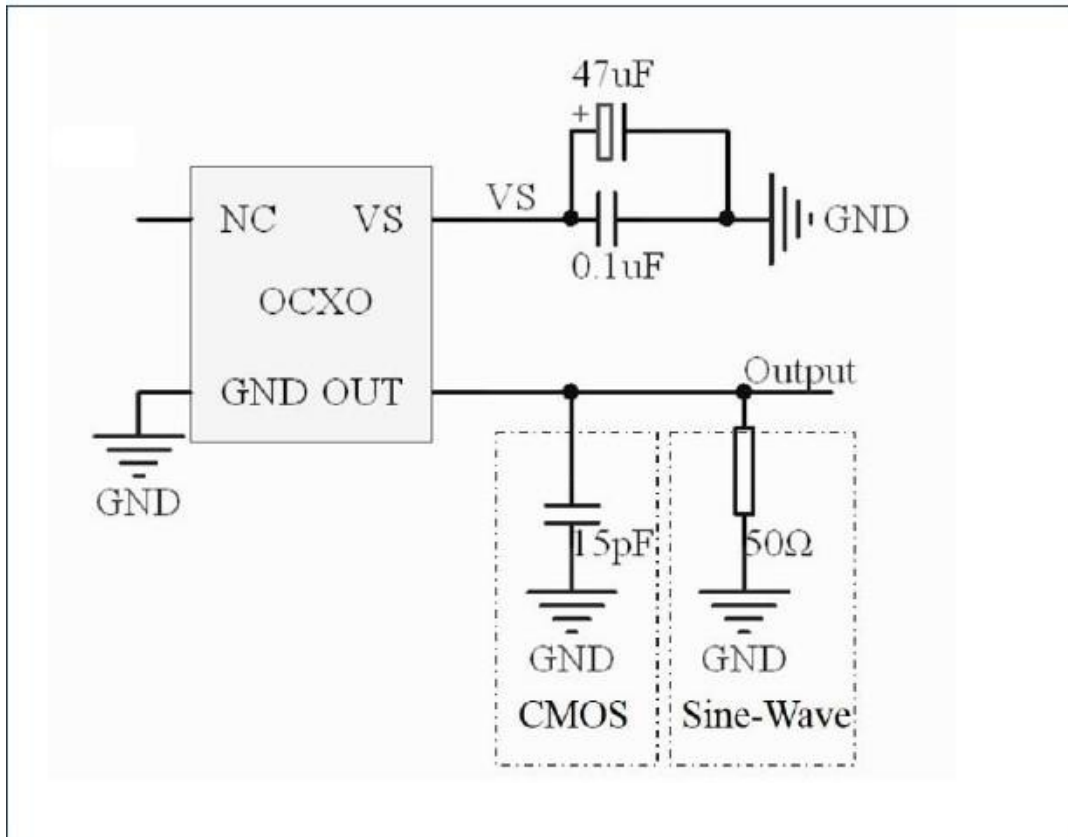 47uF
+
NC VS
VS
GND
0.1uF
OCXO
GND OUT
Output
GND
15pF
50Ω
GND
GND
CMOS
Sine-Wave